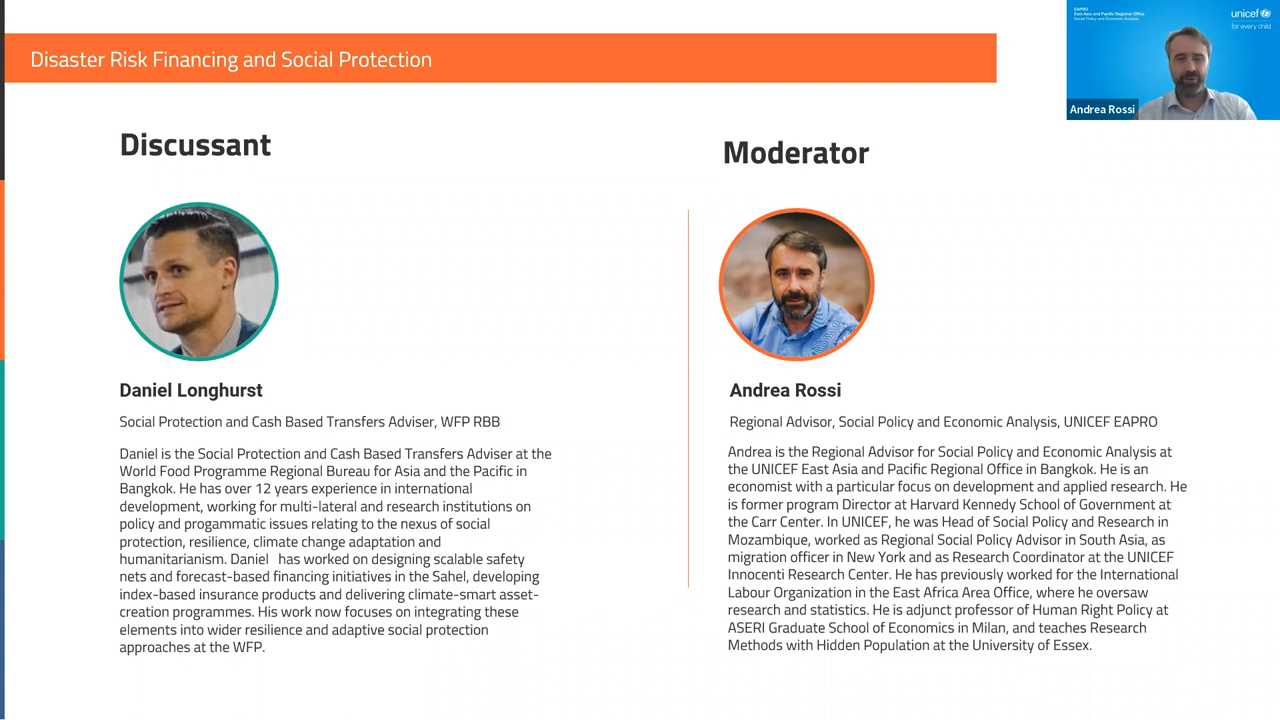 Disaster Risk Financing and Social Protection
EAPRO
East Asia and Pacific Regional Office
Social Policy and Economic Analysis
unicef
for every child
Andrea Rossi
Discussant
Daniel Longhurst
Social Protection and Cash Based Transfers Adviser, WFP RBB
Daniel is the Social Protection and Cash Based Transfers Adviser at the
World Food Programme Regional Bureau for Asia and the Pacific in
Bangkok. He has over 12 years experience in international
development, working for multi-lateral and research institutions on
policy and progammatic issues relating to the nexus of social
protection, resilience, climate change adaptation and
humanitarianism. Daniel has worked on designing scalable safety
nets and forecast-based financing initiatives in the Sahel, developing
index-based insurance products and delivering climate-smart asset-
creation programmes. His work now focuses on integrating these
elements into wider resilience and adaptive social protection
approaches at the WFP.
Moderator
Andrea Rossi
Regional Advisor, Social Policy and Economic Analysis, UNICEF EAPRO
Andrea is the Regional Advisor for Social Policy and Economic Analysis at
the UNICEF East Asia and Pacific Regional Office in Bangkok. He is an
economist with a particular focus on development and applied research. He
is former program Director at Harvard Kennedy School of Government at
the Carr Center. In UNICEF, he was Head of Social Policy and Research in
Mozambique, worked as Regional Social Policy Advisor in South Asia, as
migration officer in New York and as Research Coordinator at the UNICEF
Innocenti Research Center. He has previously worked for the International
Labour Organization in the East Africa Area Office, where he oversaw
research and statistics. He is adjunct professor of Human Right Policy at
ASERI Graduate School of Economics in Milan, and teaches Research
Methods with Hidden Population at the University of Essex.